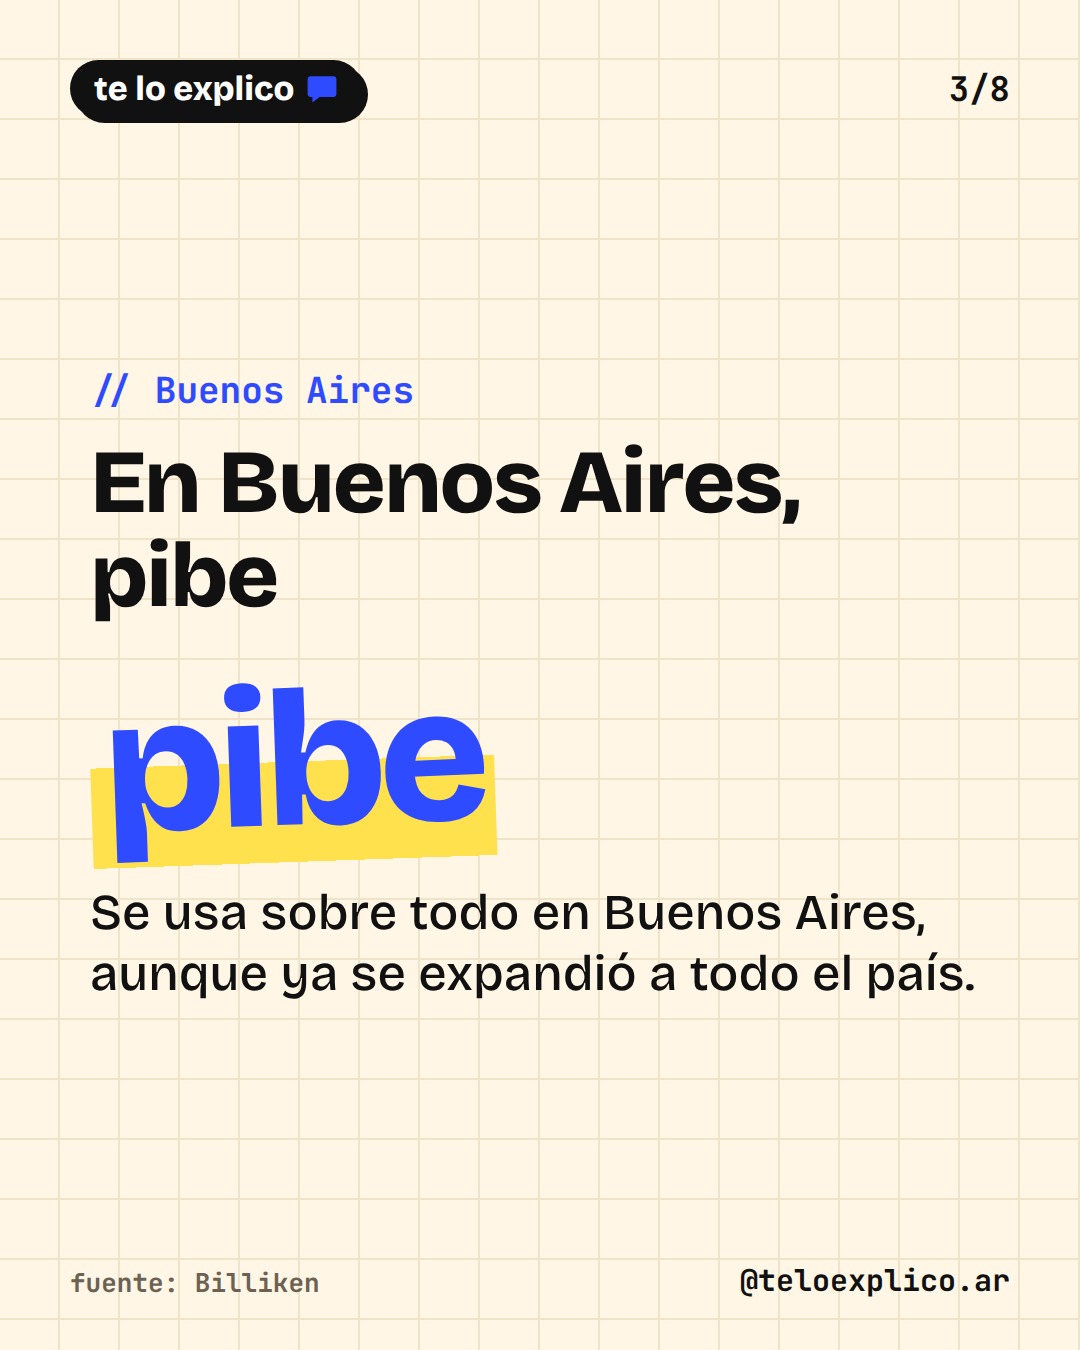 te lo explico
3/8
// Buenos Aires
En Buenos Aires,
pibe
pibe
Se usa sobre todo en Buenos Aires,
aunque ya se expandió a todo el país.
fuente: Billiken
@teloexplico.ar